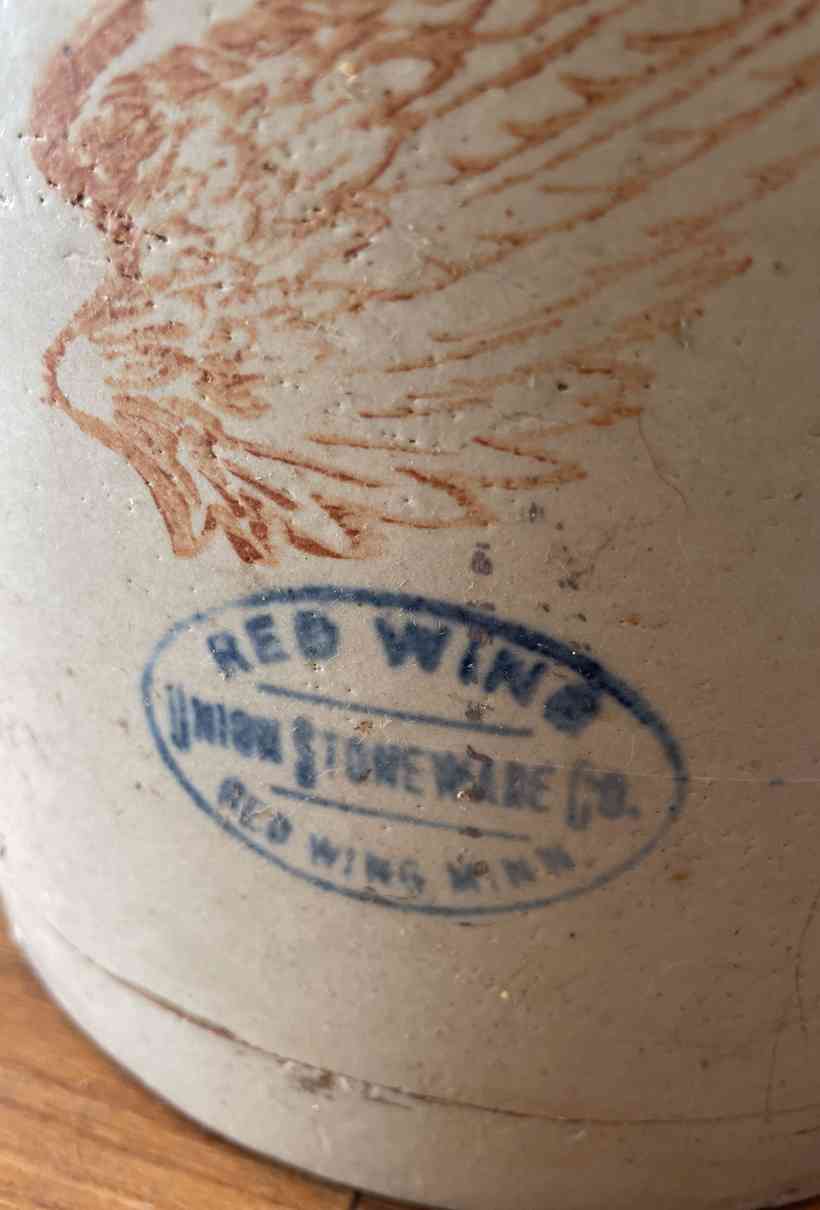 RED WING
UNION STONEWARE CO.
RED WING MINN.